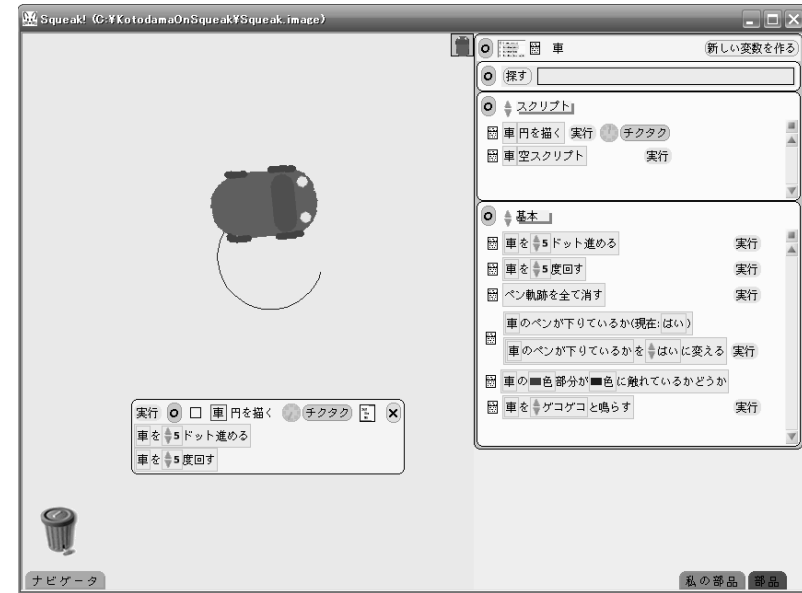 Squeak! (C:¥KotodamaOnSqueak¥Squeak.image)
車 新しい変数を作る
探す
スクリプト
車 円を描く 実行 チクタク
車 空スクリプト 実行
基本
車を5ドット進める 実行
車を5度回す 実行
ペン軌跡を全て消す 実行
車のペンが下りているか(現在:はい)
車のペンが下りているかをはいに変える 実行
車の色部分が色に触れているかどうか
車をゲコゲコと鳴らす 実行
実行 車 円を描く チクタク
車を5ドット進める
車を5度回す
ナビゲータ
私の部品 部品